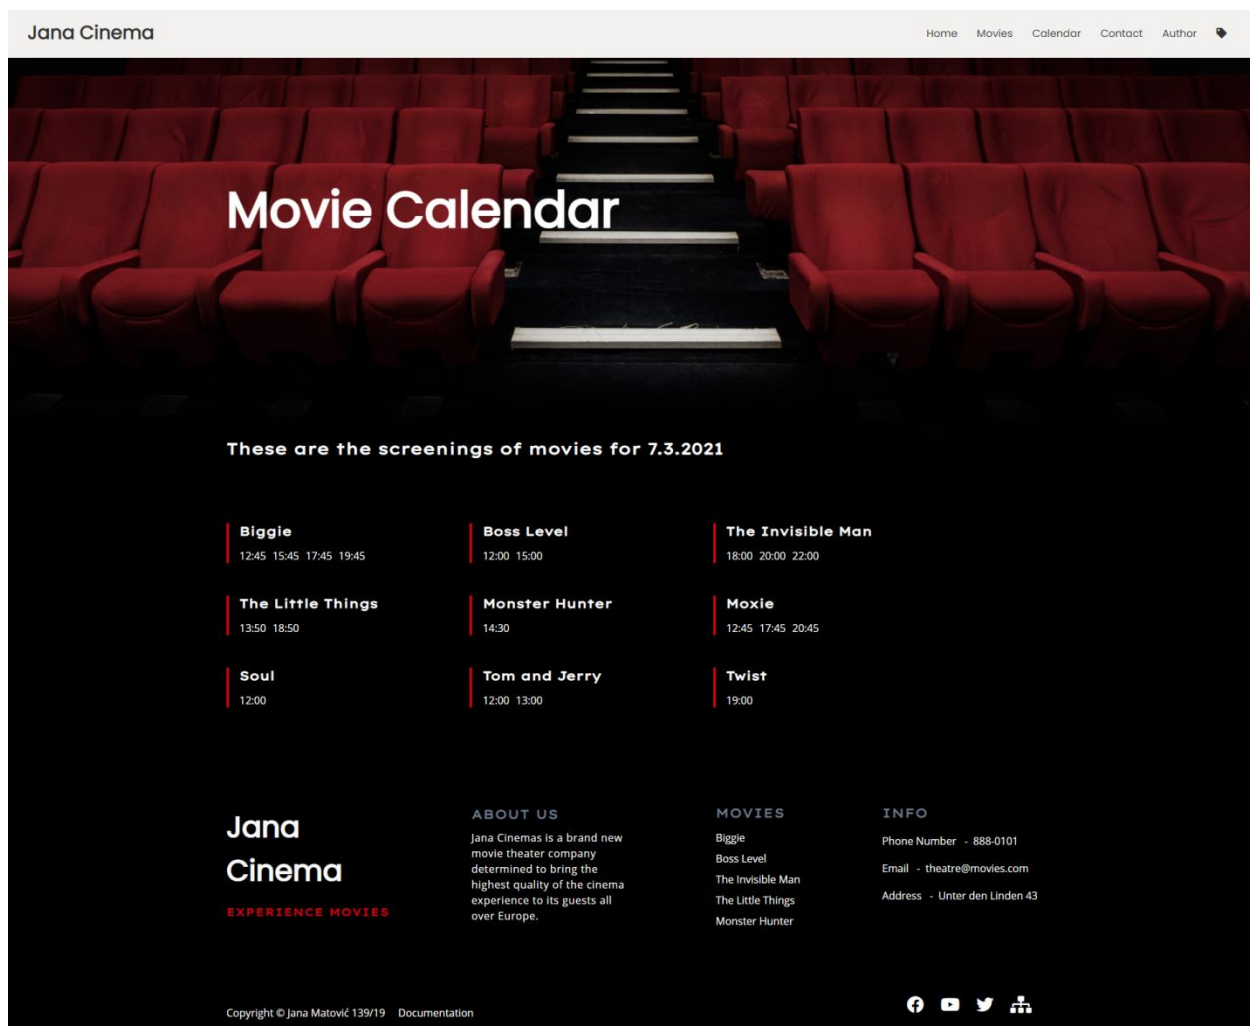 Jana Cinema
Home Movies Calendar Contact Author
Movie Calendar
These are the screenings of movies for 7.3.2021
Biggie
12:45 15:45 17:45 19:45
Boss Level
12:00 15:00
The Invisible Man
18:00 20:00 22:00
The Little Things
13:50 18:50
Monster Hunter
14:30
Moxie
12:45 17:45 20:45
Soul
12:00
Tom and Jerry
12:00 13:00
Twist
19:00
Jana
Cinema
EXPERIENCE MOVIES
ABOUT US
Jana Cinemas is a brand new
movie theater company
determined to bring the
highest quality of the cinema
experience to its guests all
over Europe.
MOVIES
Biggie
Boss Level
The Invisible Man
The Little Things
Monster Hunter
INFO
Phone Number - 888-0101
Email - theatre@movies.com
Address - Unter den Linden 43
Copyright © Jana Matović 139/19 Documentation